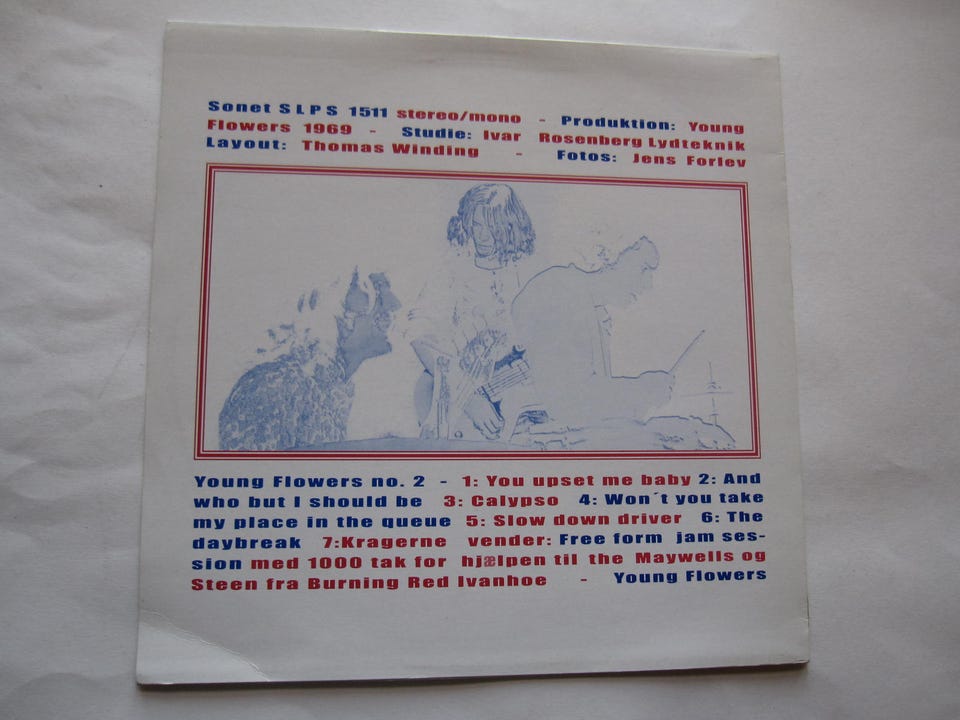 Sonet SLPS 1511 stereo/mono - Produktion: Young
Flowers 1969 - Studie: Ivar Rosenberg Lydteknik
Layout: Thomas Winding - Fotos: Jens Forlev
Young Flowers no. 2 - 1: You upset me baby 2: And
who but I should be 3: Calypso 4: Won´t you take
my place in the queue 5: Slow down driver 6: The
daybreak 7:Kragerne vender: Free form jam ses-
sion med 1000 tak for hjælpen til the Maywells og
Steen fra Burning Red Ivanhoe - Young Flowers